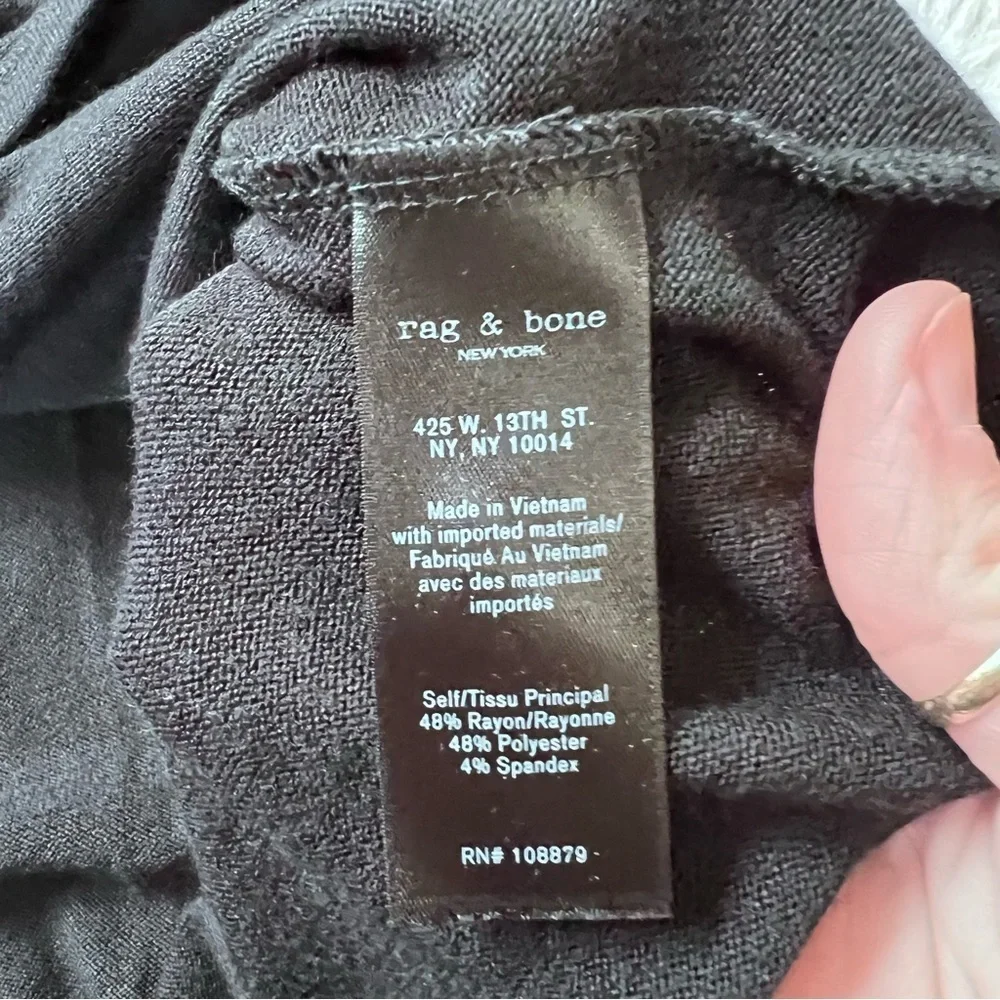 rag & bone
NEW YORK
425 W. 13TH ST.
NY, NY 10014
Made in Vietnam
with imported materials/
Fabriqué Au Vietnam
avec des materiaux
importés
Self/Tissu Principal
48% Rayon/Rayonne
48% Polyester
4% Spandex
RN# 108879